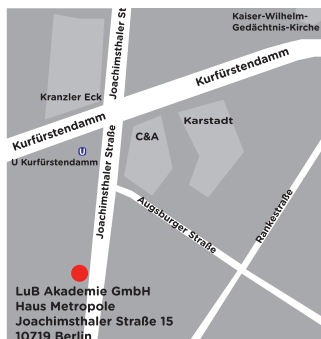 Kaiser-Wilhelm-
Gedächtnis-Kirche
Joachimsthaler St
Kurfürstendamm
Kranzler Eck
Karstadt
C&A
Kurfürstendamm
U
U Kurfürstendamm
Joachimsthaler Straße
Augsburger Straße
Rankestraße
LuB Akademie GmbH
Haus Metropole
Joachimsthaler Straße 15
10719 Berlin